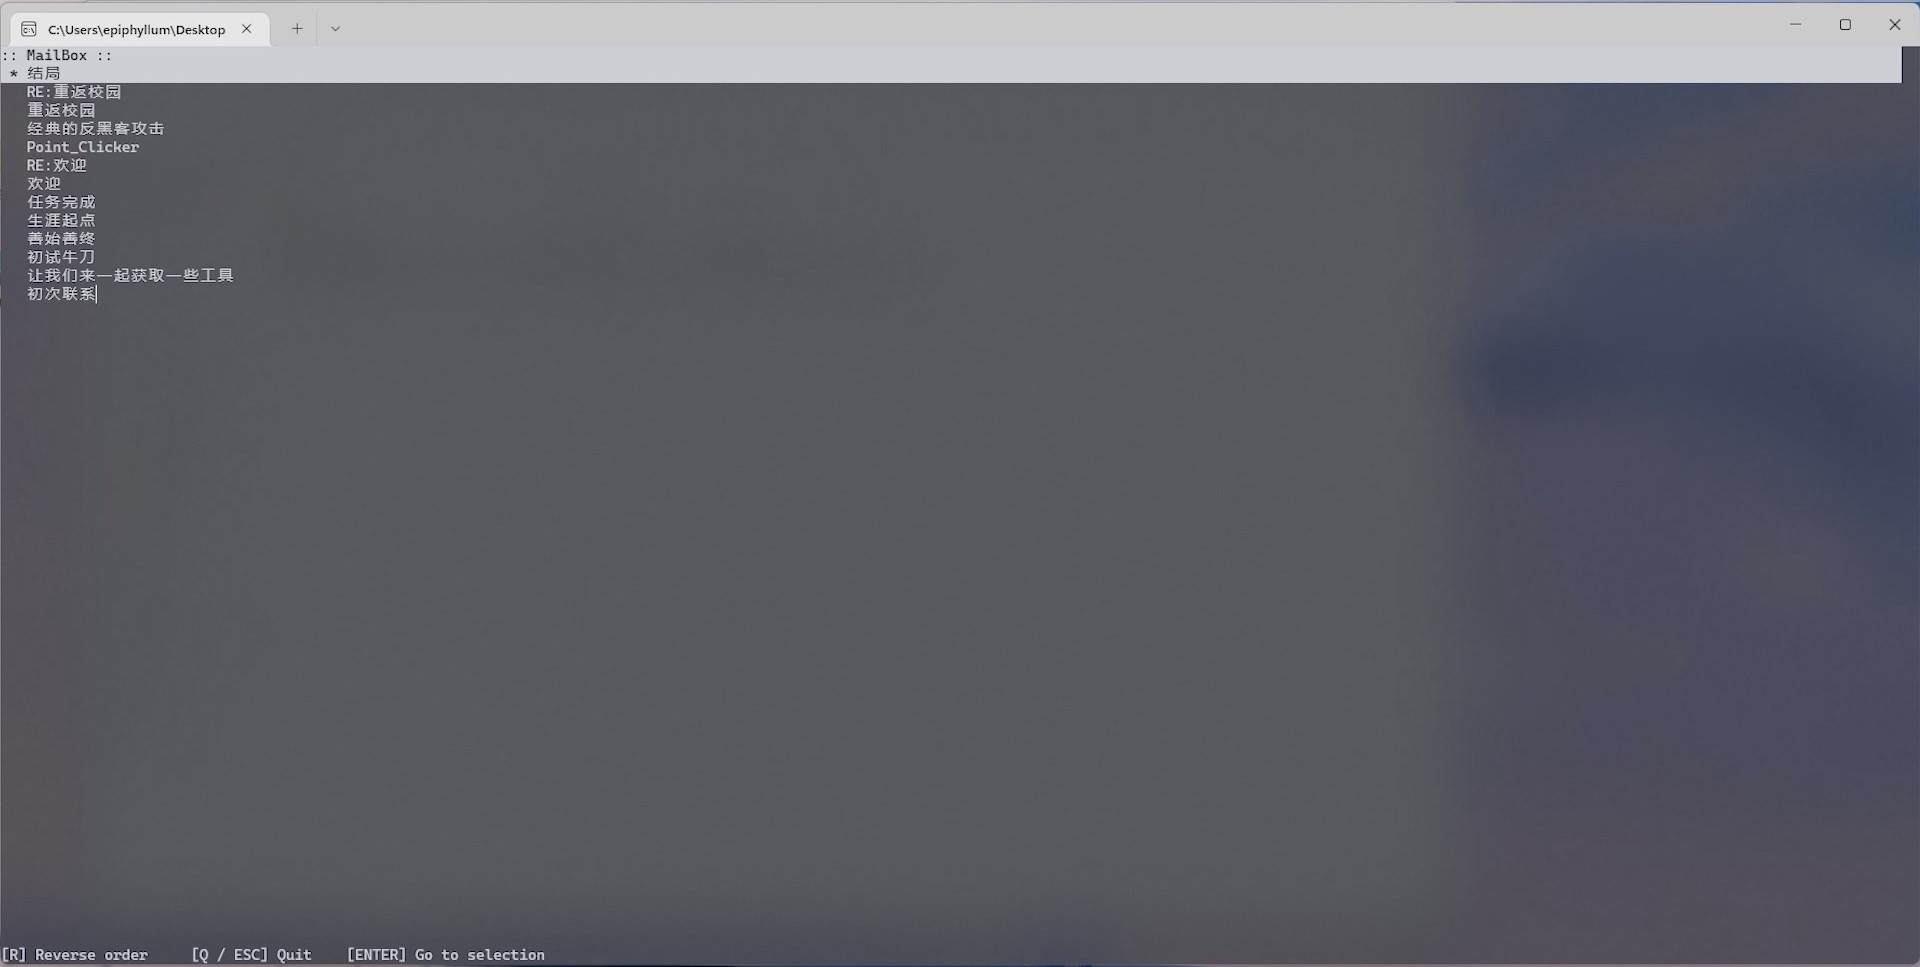 C:\Users\epiphyllum\Desktop
:: MailBox ::
* 结局
RE:重返校园
重返校园
经典的反黑客攻击
Point_Clicker
RE:欢迎
欢迎
任务完成
生涯起点
善始善终
初试牛刀
让我们来一起获取一些工具
初次联系
[R] Reverse order [Q / ESC] Quit [ENTER] Go to selection